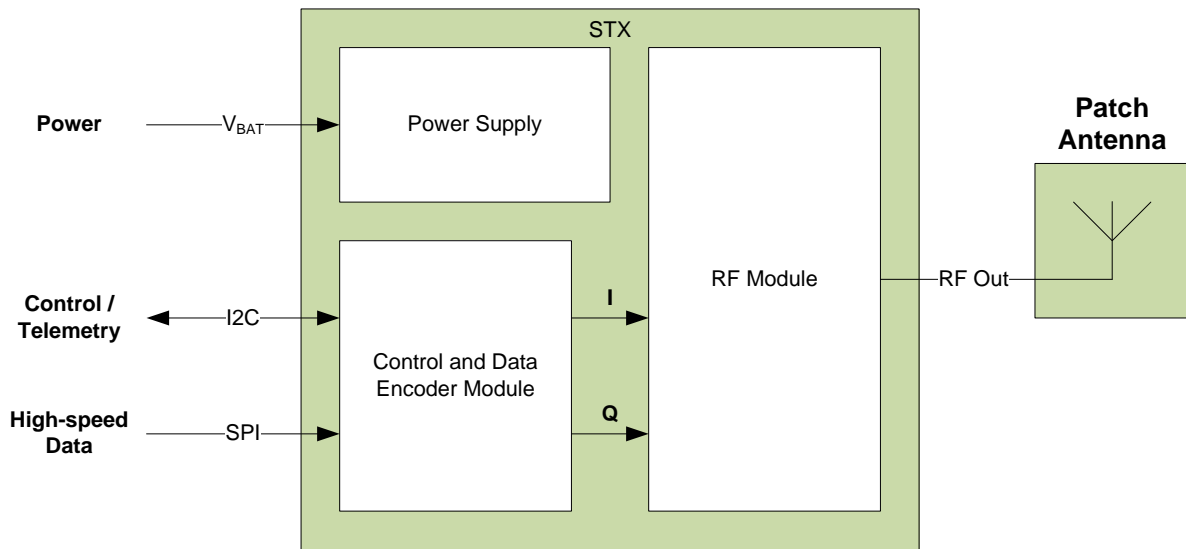 STX
Power
V_BAT
Power Supply
Patch
Antenna
RF Module
RF Out
Control /
Telemetry
I2C
I
Control and Data
Encoder Module
High-speed
Data
SPI
Q